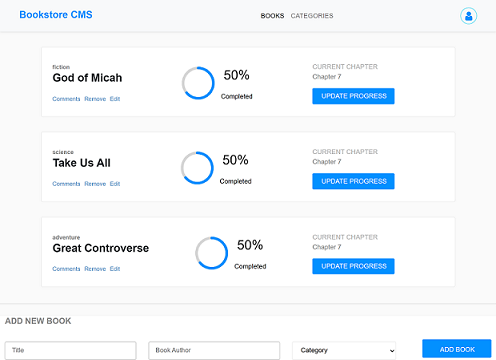 Bookstore CMS
BOOKS CATEGORIES
fiction
God of Micah
Comments Remove Edit
50%
Completed
CURRENT CHAPTER
Chapter 7
UPDATE PROGRESS
science
Take Us All
Comments Remove Edit
50%
Completed
CURRENT CHAPTER
Chapter 7
UPDATE PROGRESS
adventure
Great Controverse
Comments Remove Edit
50%
Completed
CURRENT CHAPTER
Chapter 7
UPDATE PROGRESS
ADD NEW BOOK
Title
Book Author
Category
ADD BOOK